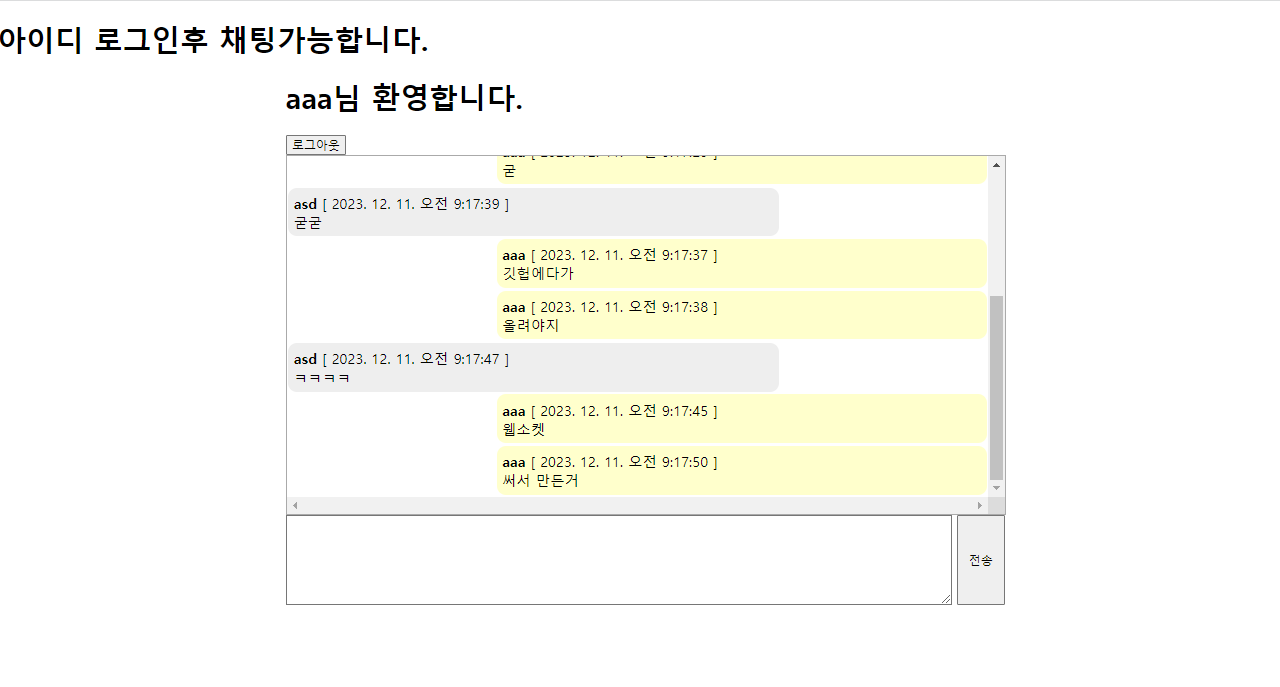 아이디 로그인후 채팅가능합니다.
aaa님 환영합니다.
로그아웃
굳
asd [ 2023. 12. 11. 오전 9:17:39 ]
굳굳
aaa [ 2023. 12. 11. 오전 9:17:37 ]
깃헙에다가
aaa [ 2023. 12. 11. 오전 9:17:38 ]
올려야지
asd [ 2023. 12. 11. 오전 9:17:47 ]
ㅋㅋㅋㅋ
aaa [ 2023. 12. 11. 오전 9:17:45 ]
웹소켓
aaa [ 2023. 12. 11. 오전 9:17:50 ]
써서 만든거
전송